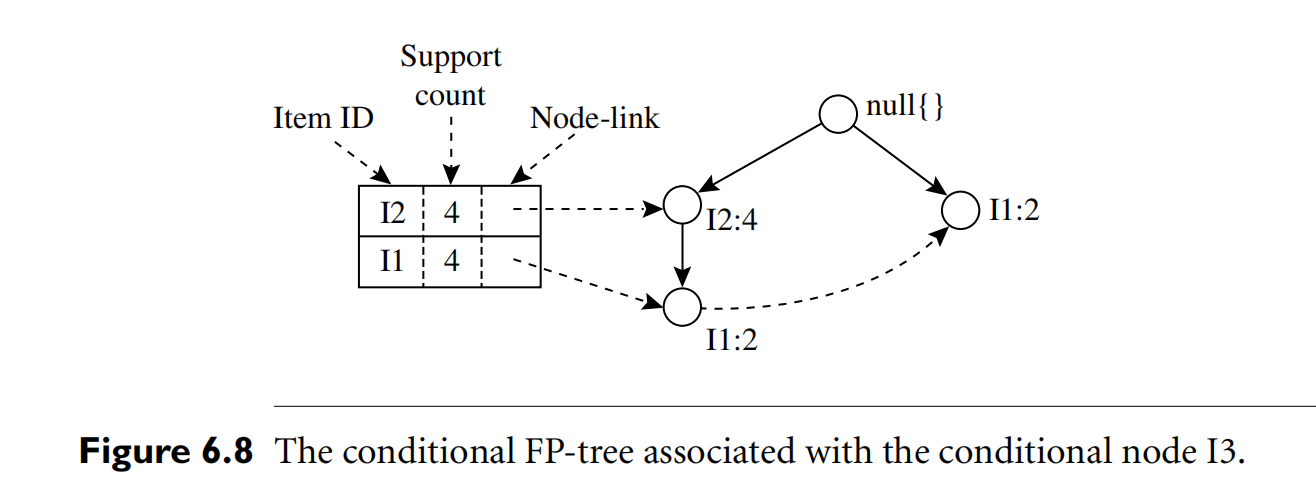 Support
count
Item ID
Node-link
null{}
I2 4
I2:4
I1:2
I1 4
I1:2
Figure 6.8 The conditional FP-tree associated with the conditional node I3.